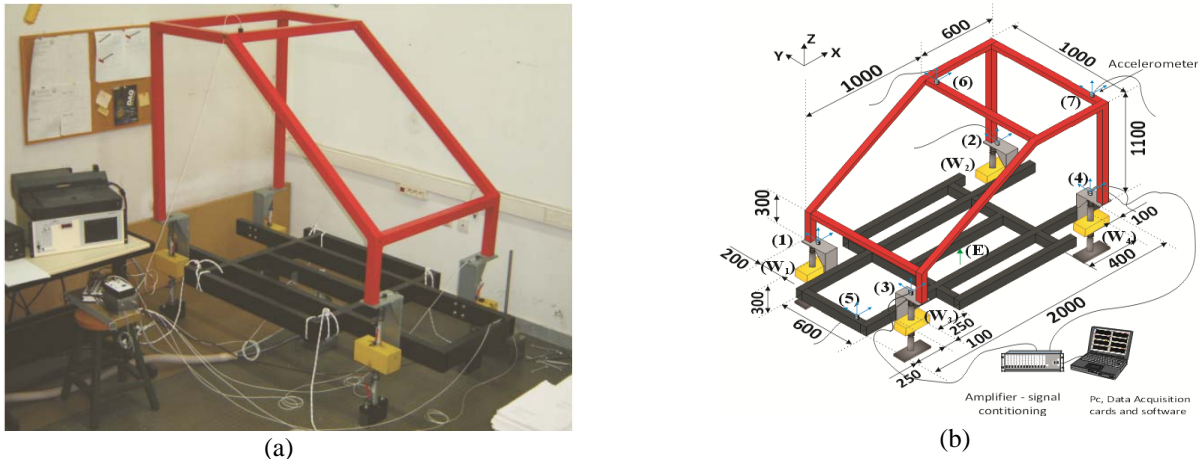 (a)
Z
Y
X
600
1000
1000
Accelerometer
(6)
(7)
1100
(2)
(W₂)
(4)
300
100
(1)
(W₄)
(W₁)
(E)
400
200
(3)
300
(5)
(W₃)
250
2000
600
100
250
Amplifier - signal
contitioning
Pc, Data Acquisition
cards and software
(b)